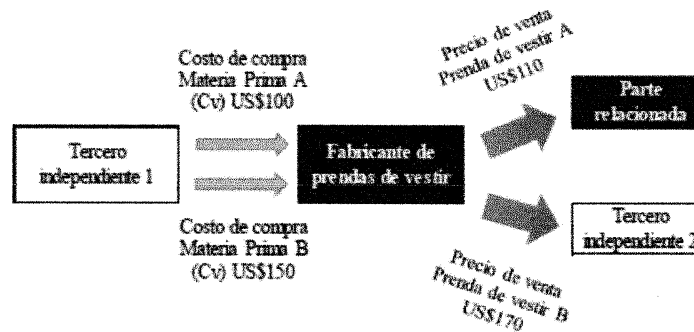 Costo de compra
Materia Prima A
(Cv) US$100
Precio de venta
Prenda de vestir A
US$110
Tercero
independiente 1
Fabricante de
prendas de vestir
Parte
relacionada
Costo de compra
Materia Prima B
(Cv) US$150
Precio de venta
Prenda de vestir B
US$170
Tercero
independiente 2